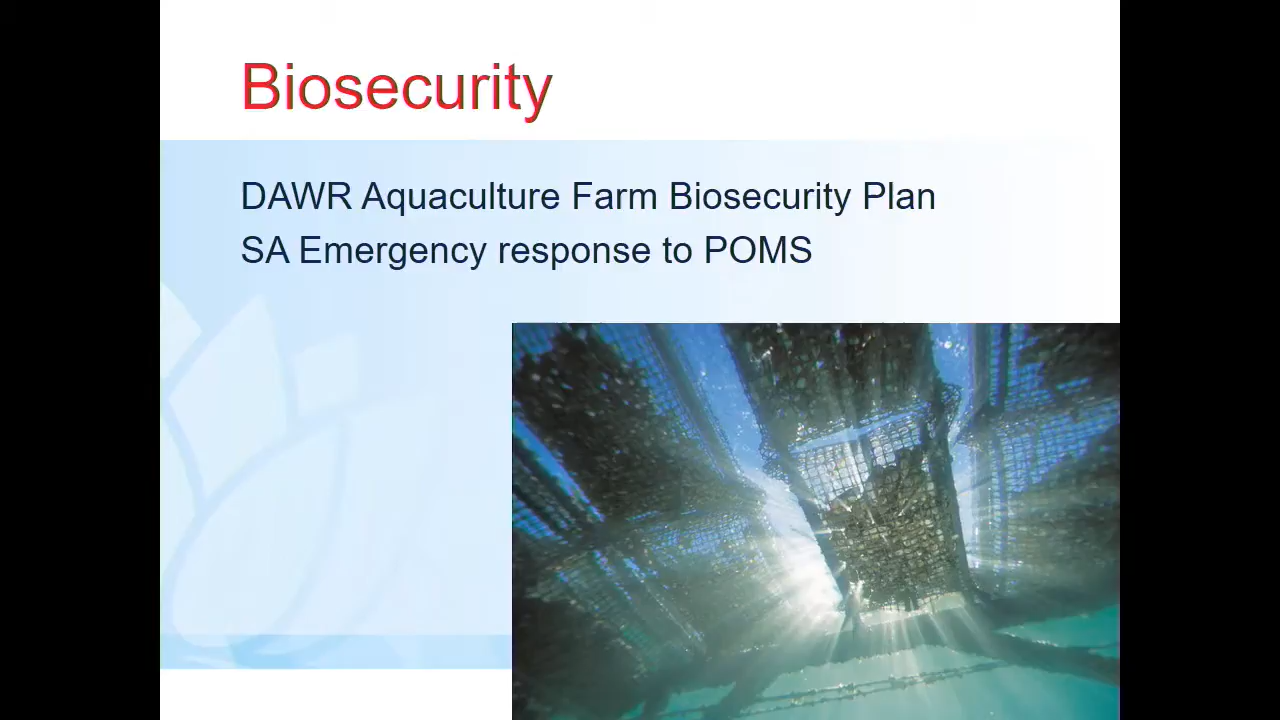 Biosecurity
DAWR Aquaculture Farm Biosecurity Plan
SA Emergency response to POMS